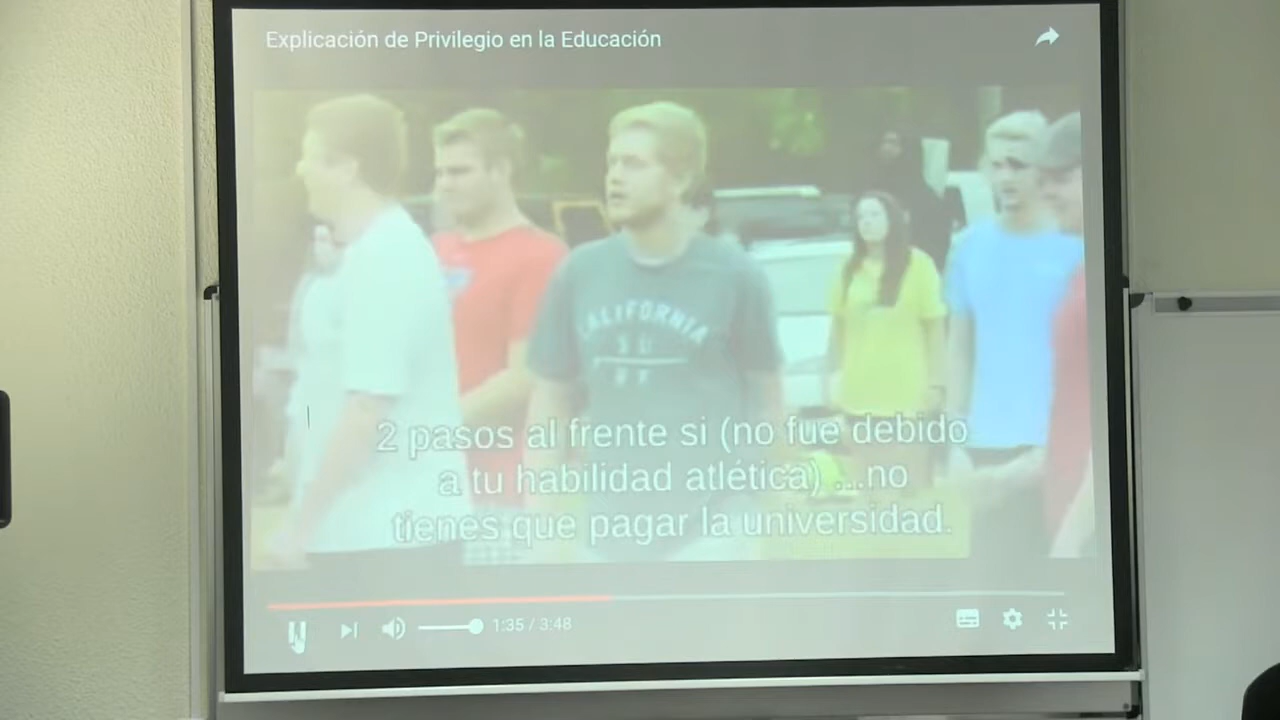 Explicación de Privilegio en la Educación
CALIFORNIA
2 pasos al frente si (no fue debido
a tu habilidad atlética) ...no
tienes que pagar la universidad.
1:35 / 3:48